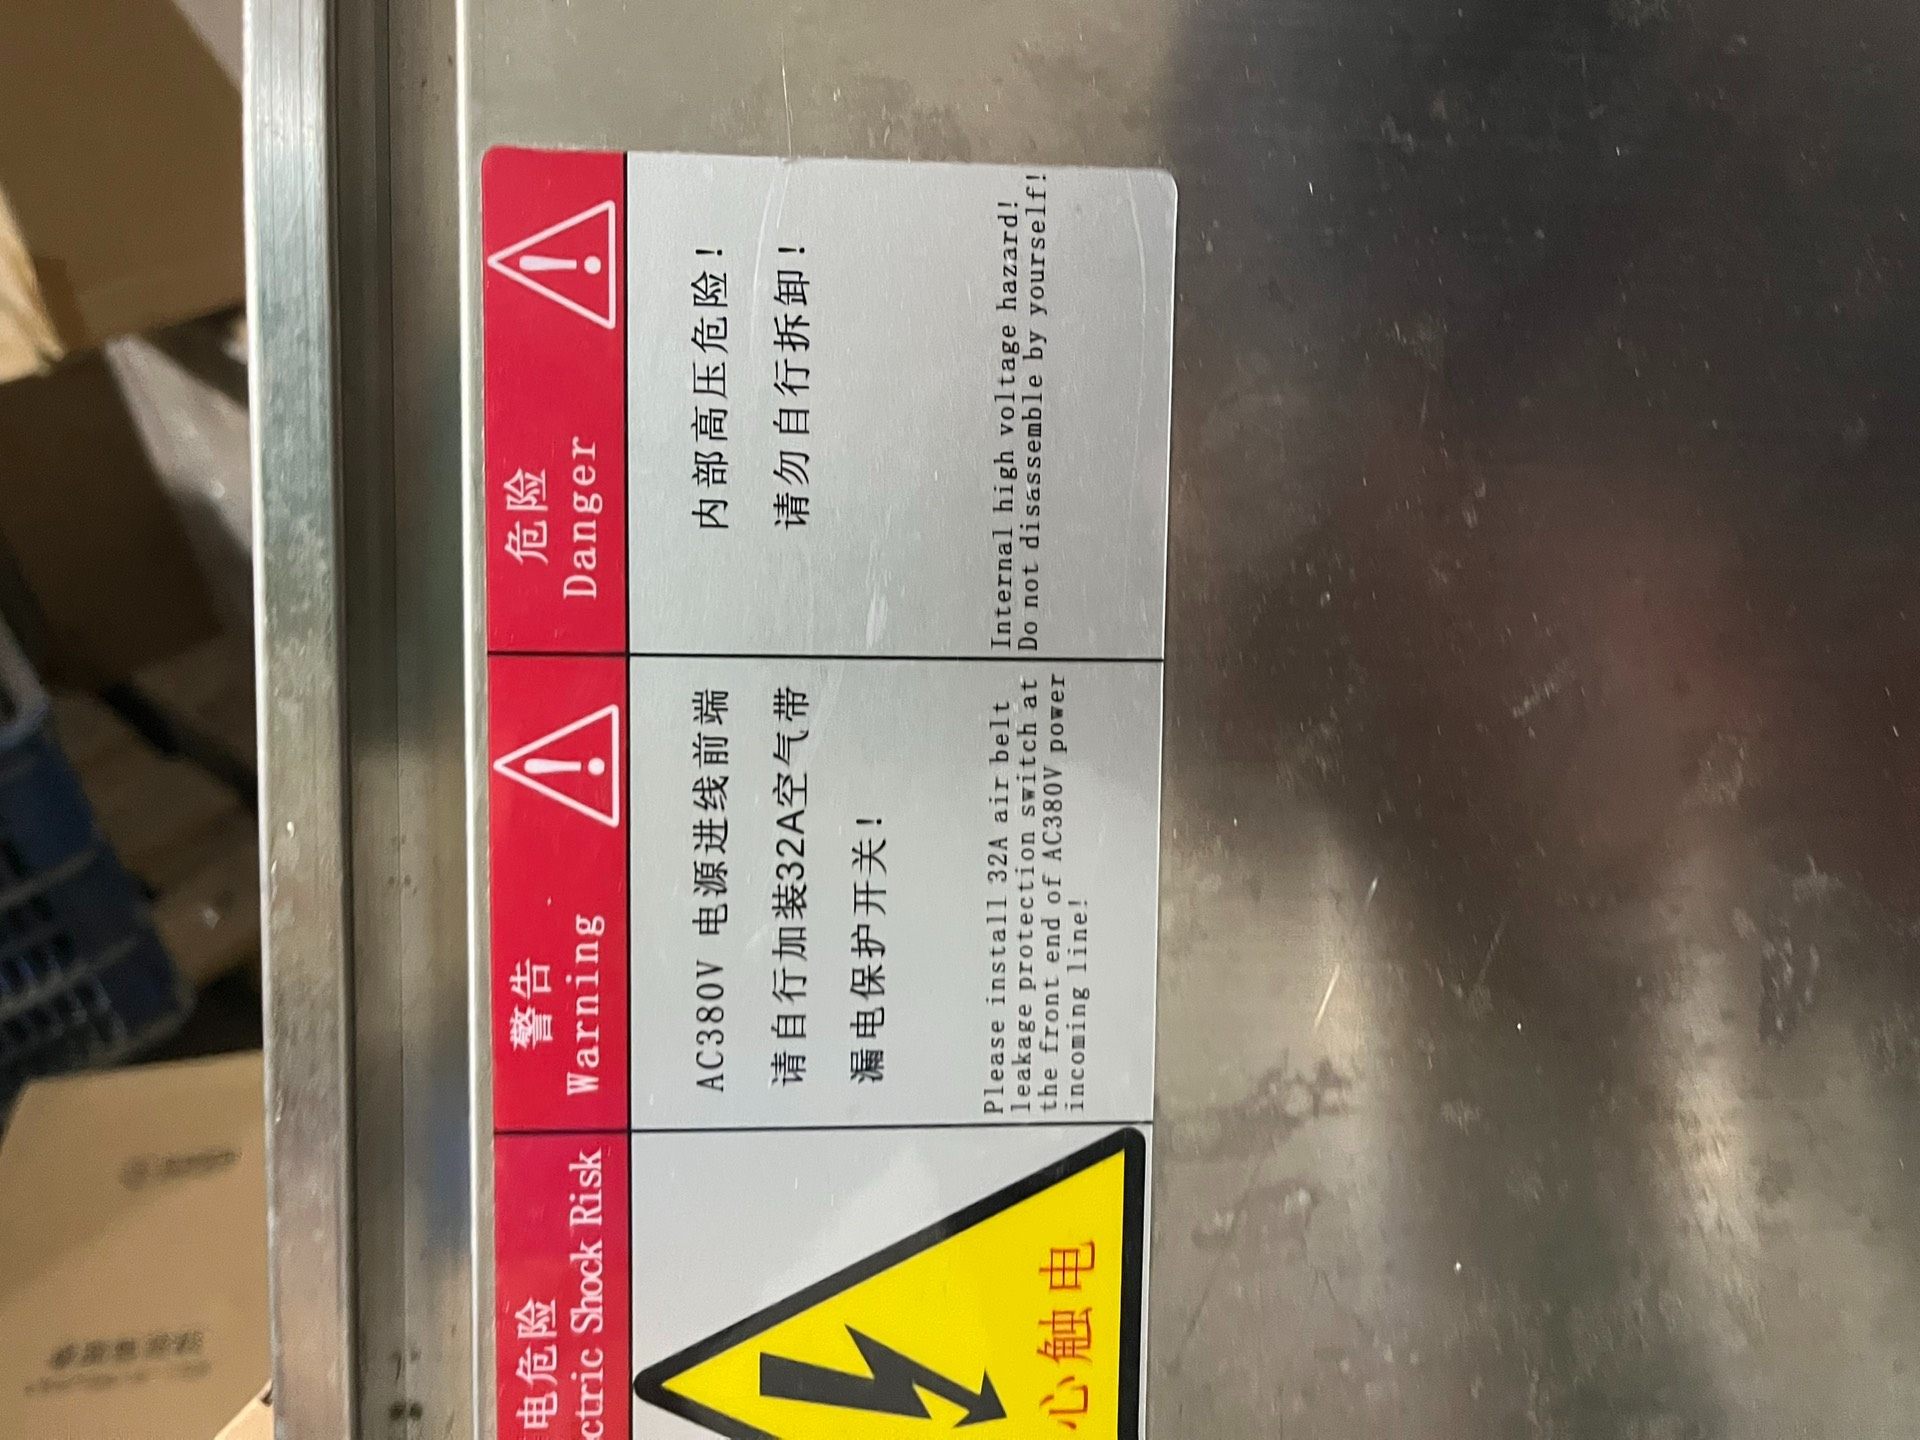 电危险
ctric Shock Risk
心触电
警告
Warning
AC380V 电源进线前端
请自行加装32A空气带
漏电保护开关！
Please install 32A air belt
leakage protection switch at
the front end of AC380V power
incoming line!
危险
Danger
内部高压危险！
请勿自行拆卸！
Internal high voltage hazard!
Do not disassemble by yourself!